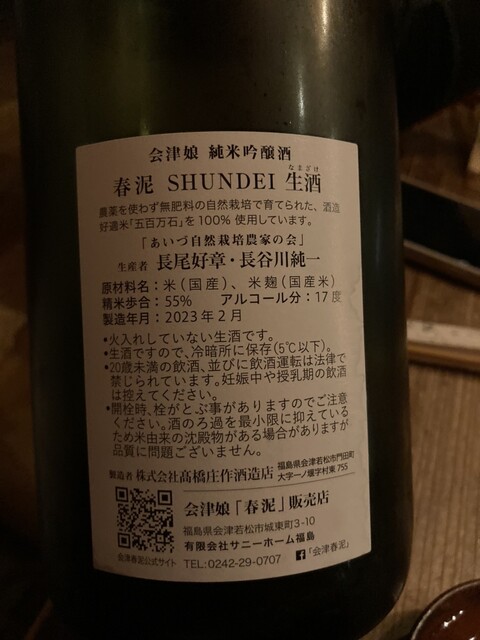 会津娘 純米吟醸酒
なまざけ
春泥 SHUNDEI 生酒
農薬を使わず無肥料の自然栽培で育てられた、酒造
好適米「五百万石」を100%使用しています。
「あいづ自然栽培農家の会」
生産者 長尾好章・長谷川純一
原材料名：米（国産）、米麹（国産米）
精米歩合：55% アルコール分：17度
製造年月：2023年2月
•火入れしていない生酒です。
•生酒ですので、冷暗所に保存(5℃以下)。
•20歳未満の飲酒、並びに飲酒運転は法律で
禁じられています。妊娠中や授乳期の飲酒
は控えてください。
•開栓時、栓がとぶ事がありますのでご注意
ください。酒のろ過を最小限に抑えている
ため米由来の沈殿物がある場合がありますが
品質に問題ございません。
製造者 株式会社髙橋庄作酒造店 福島県会津若松市門田町
大字一ノ堰字村東 755
会津娘「春泥」販売店
福島県会津若松市城東町3-10
有限会社サニーホーム福島
会津春泥公式サイト TEL:0242-29-0707 「会津春泥」